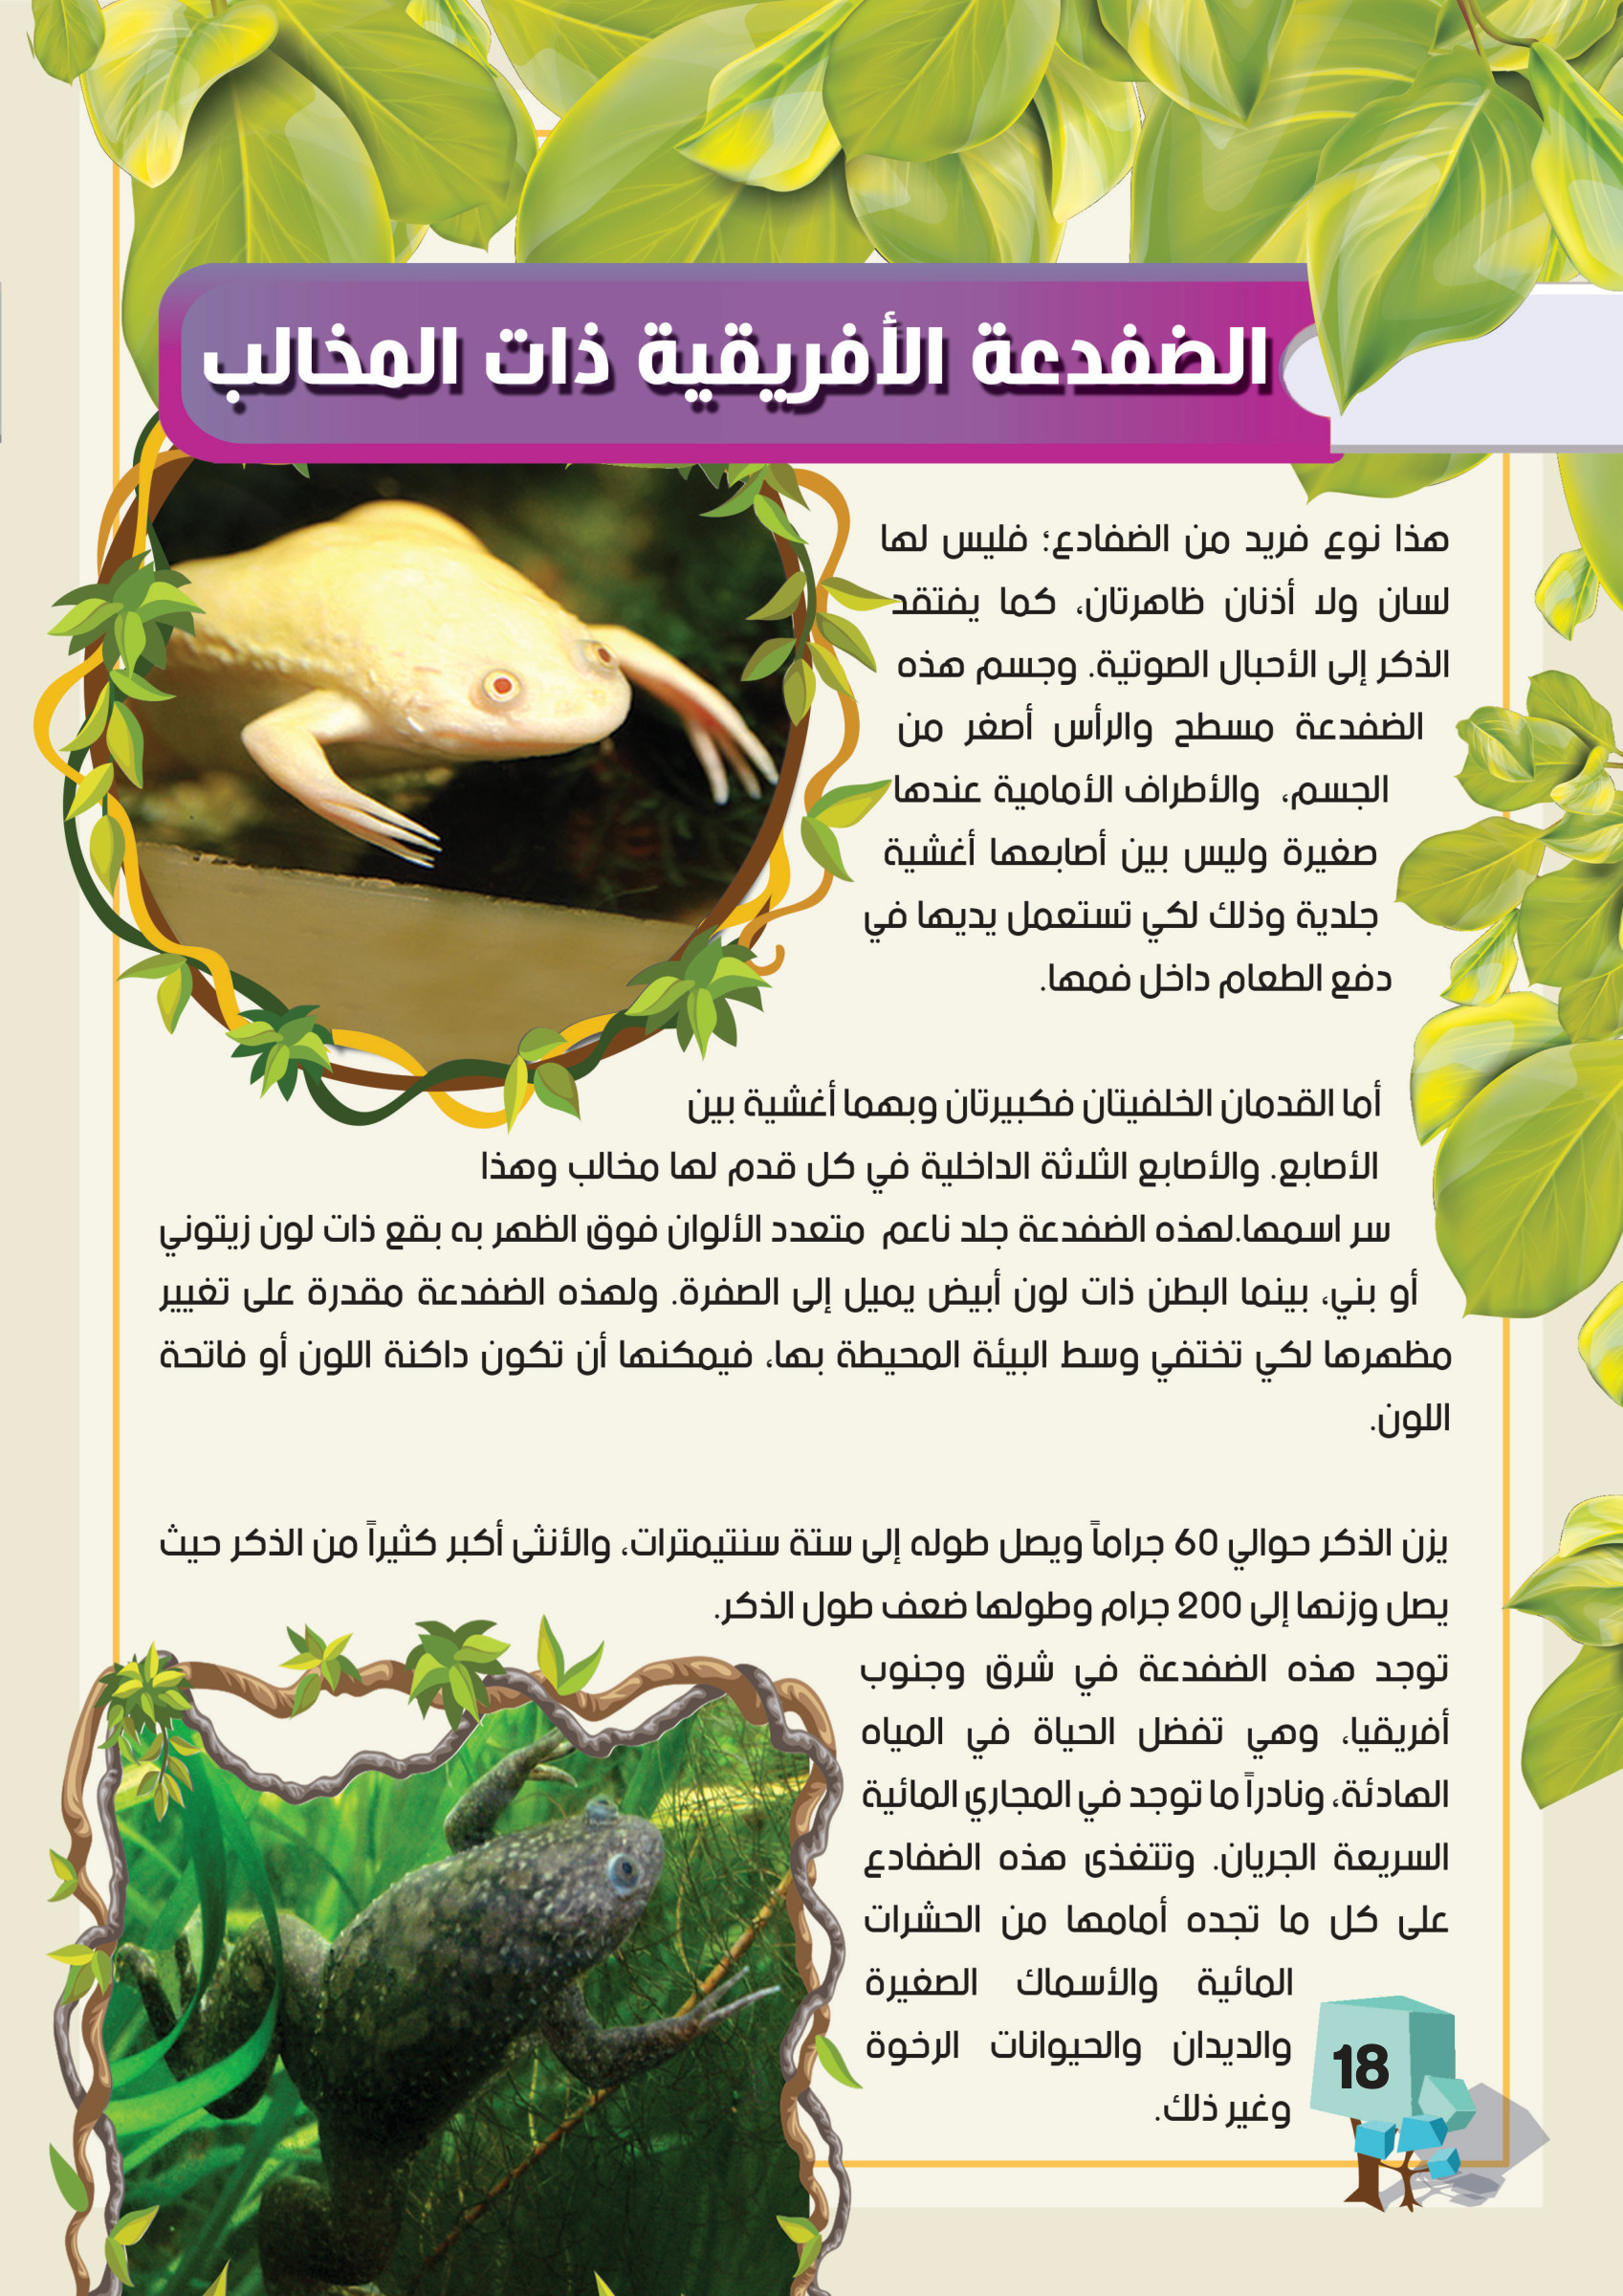 الضفدعة الأفريقية ذات المخالب
هذا نوع فريد من الضفادع؛ فليس لها
لسان ولا أذنان ظاهرتان، كما يفتقد
الذكر إلى الأحبال الصوتية. وجسم هذه
الضفدعة مسطح والرأس أصغر من
الجسم، والأطراف الأمامية عندها
صغيرة وليس بين أصابعها أغشية
جلدية وذلك لكي تستعمل يديها في
دفع الطعام داخل فمها.
أما القدمان الخلفيتان فكبيرتان وبهما أغشية بين
الأصابع. والأصابع الثلاثة الداخلية في كل قدم لها مخالب وهذا
سر اسمها.لهذه الضفدعة جلد ناعم متعدد الألوان فوق الظهر به بقع ذات لون زيتوني
أو بني، بينما البطن ذات لون أبيض يميل إلى الصفرة. ولهذه الضفدعة مقدرة على تغيير
مظهرها لكي تختفي وسط البيئة المحيطة بها، فيمكنها أن تكون داكنة اللون أو فاتحة
اللون.
يزن الذكر حوالي 60 جراماً ويصل طوله إلى ستة سنتيمترات، والأنثى أكبر كثيراً من الذكر حيث
يصل وزنها إلى 200 جرام وطولها ضعف طول الذكر.
توجد هذه الضفدعة في شرق وجنوب
أفريقيا، وهي تفضل الحياة في المياه
الهادئة، ونادراً ما توجد في المجاري المائية
السريعة الجريان. وتتغذى هذه الضفادع
على كل ما تجده أمامها من الحشرات
المائية والأسماك الصغيرة
والديدان والحيوانات الرخوة
وغير ذلك.
18